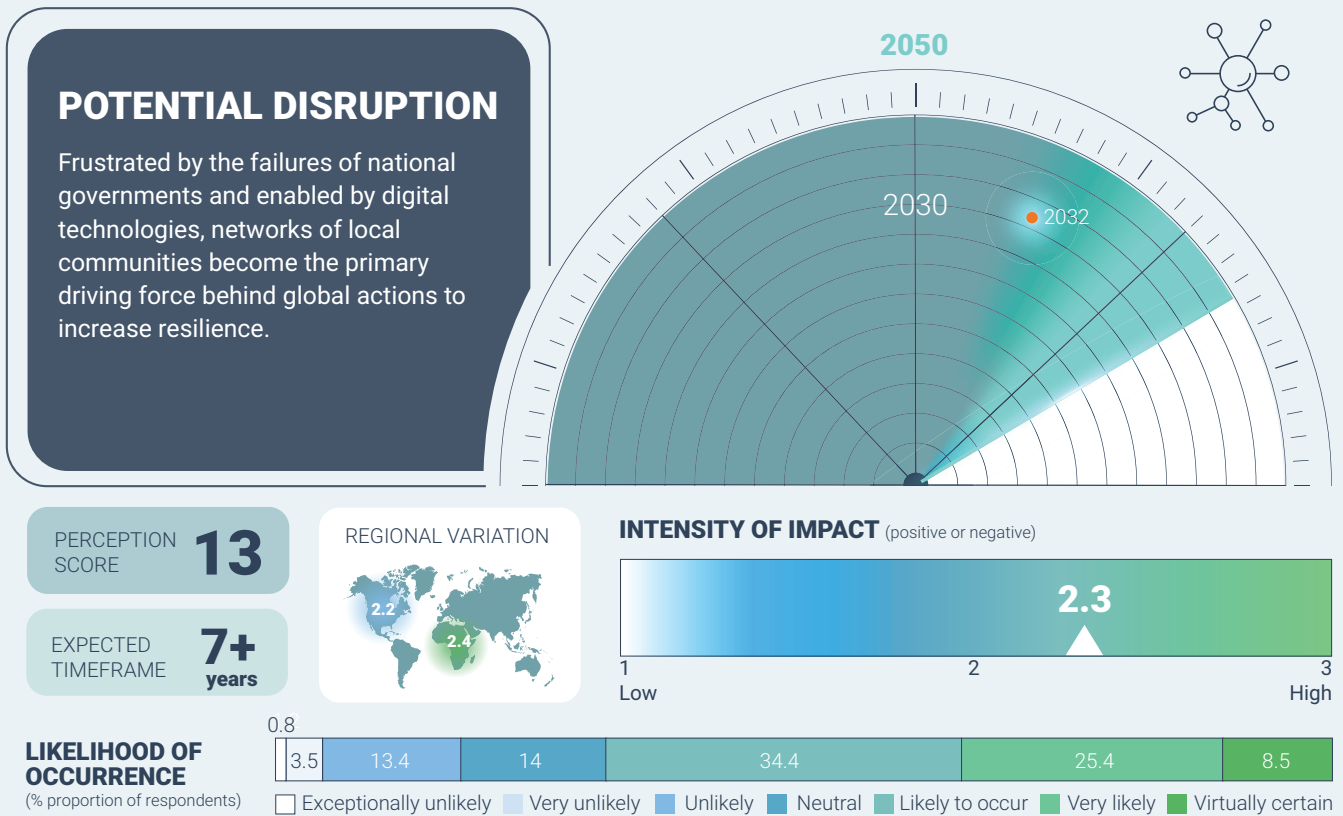 POTENTIAL DISRUPTION
Frustrated by the failures of national
governments and enabled by digital
technologies, networks of local
communities become the primary
driving force behind global actions to
increase resilience.
2050
2030
2032
PERCEPTION
SCORE
13
EXPECTED
TIMEFRAME
7+
years
REGIONAL VARIATION
2.2
2.4
INTENSITY OF IMPACT (positive or negative)
2.3
1
2
3
Low
High
LIKELIHOOD OF
OCCURRENCE
(% proportion of respondents)
0.8
3.5
13.4
14
34.4
25.4
8.5
Exceptionally unlikely
Very unlikely
Unlikely
Neutral
Likely to occur
Very likely
Virtually certain